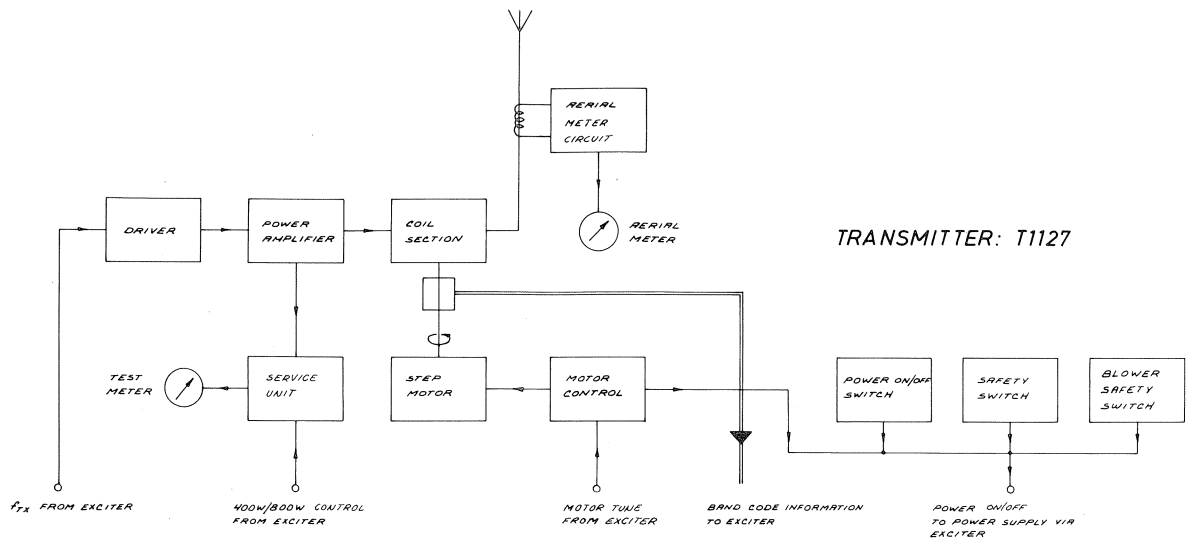 AERIAL
METER
CIRCUIT
DRIVER
POWER
AMPLIFIER
COIL
SECTION
AERIAL
METER
TRANSMITTER: T1127
TEST
METER
SERVICE
UNIT
STEP
MOTOR
MOTOR
CONTROL
POWER ON/OFF
SWITCH
SAFETY
SWITCH
BLOWER
SAFETY
SWITCH
fTX FROM EXCITER
400W/800W CONTROL
FROM EXCITER
MOTOR TUNE
FROM EXCITER
BAND CODE INFORMATION
TO EXCITER
POWER ON/OFF
TO POWER SUPPLY VIA
EXCITER